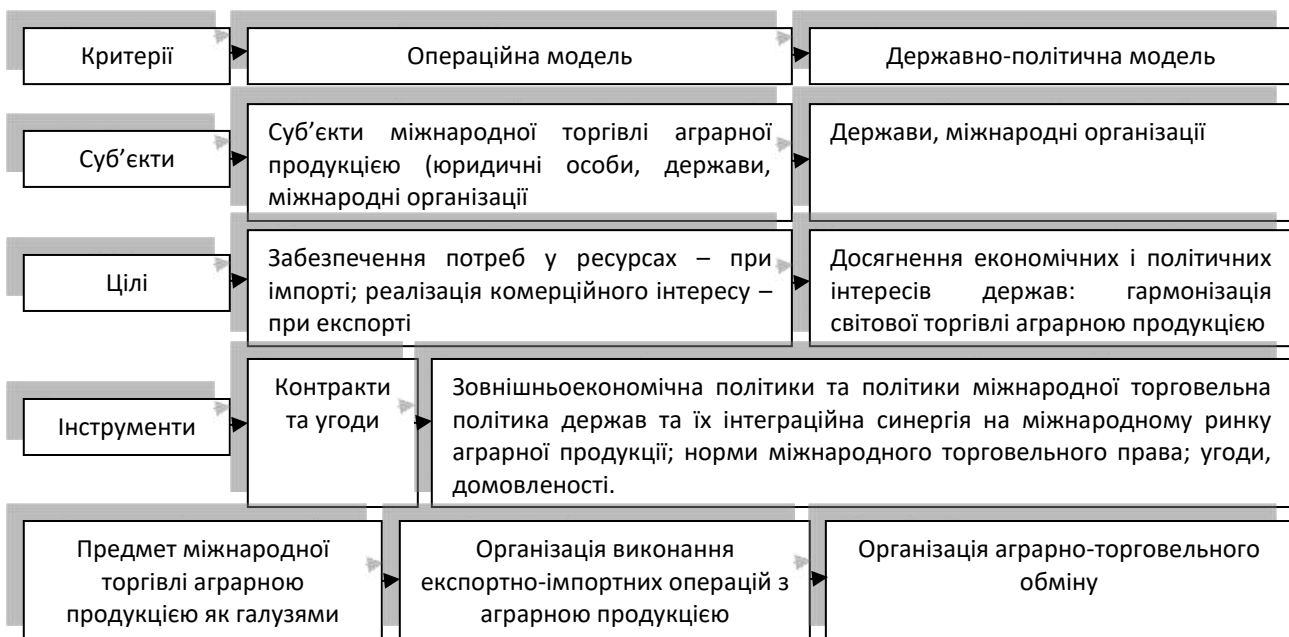 Критерії
Операційна модель
Державно-політична модель
Суб’єкти
Суб’єкти міжнародної торгівлі аграрної
продукцією (юридичні особи, держави,
міжнародні організації
Держави, міжнародні організації
Цілі
Забезпечення потреб у ресурсах – при
імпорті; реалізація комерційного інтересу –
при експорті
Досягнення економічних і політичних
інтересів держав: гармонізація
світової торгівлі аграрною продукцією
Інструменти
Контракти
та угоди
Зовнішньоекономічна політики та політики міжнародної торговельна
політика держав та їх інтеграційна синергія на міжнародному ринку
аграрної продукції; норми міжнародного торговельного права; угоди,
домовленості.
Предмет міжнародної
торгівлі аграрною
продукцією як галузями
Організація виконання
експортно-імпортних операцій з
аграрною продукцією
Організація аграрно-торговельного
обміну